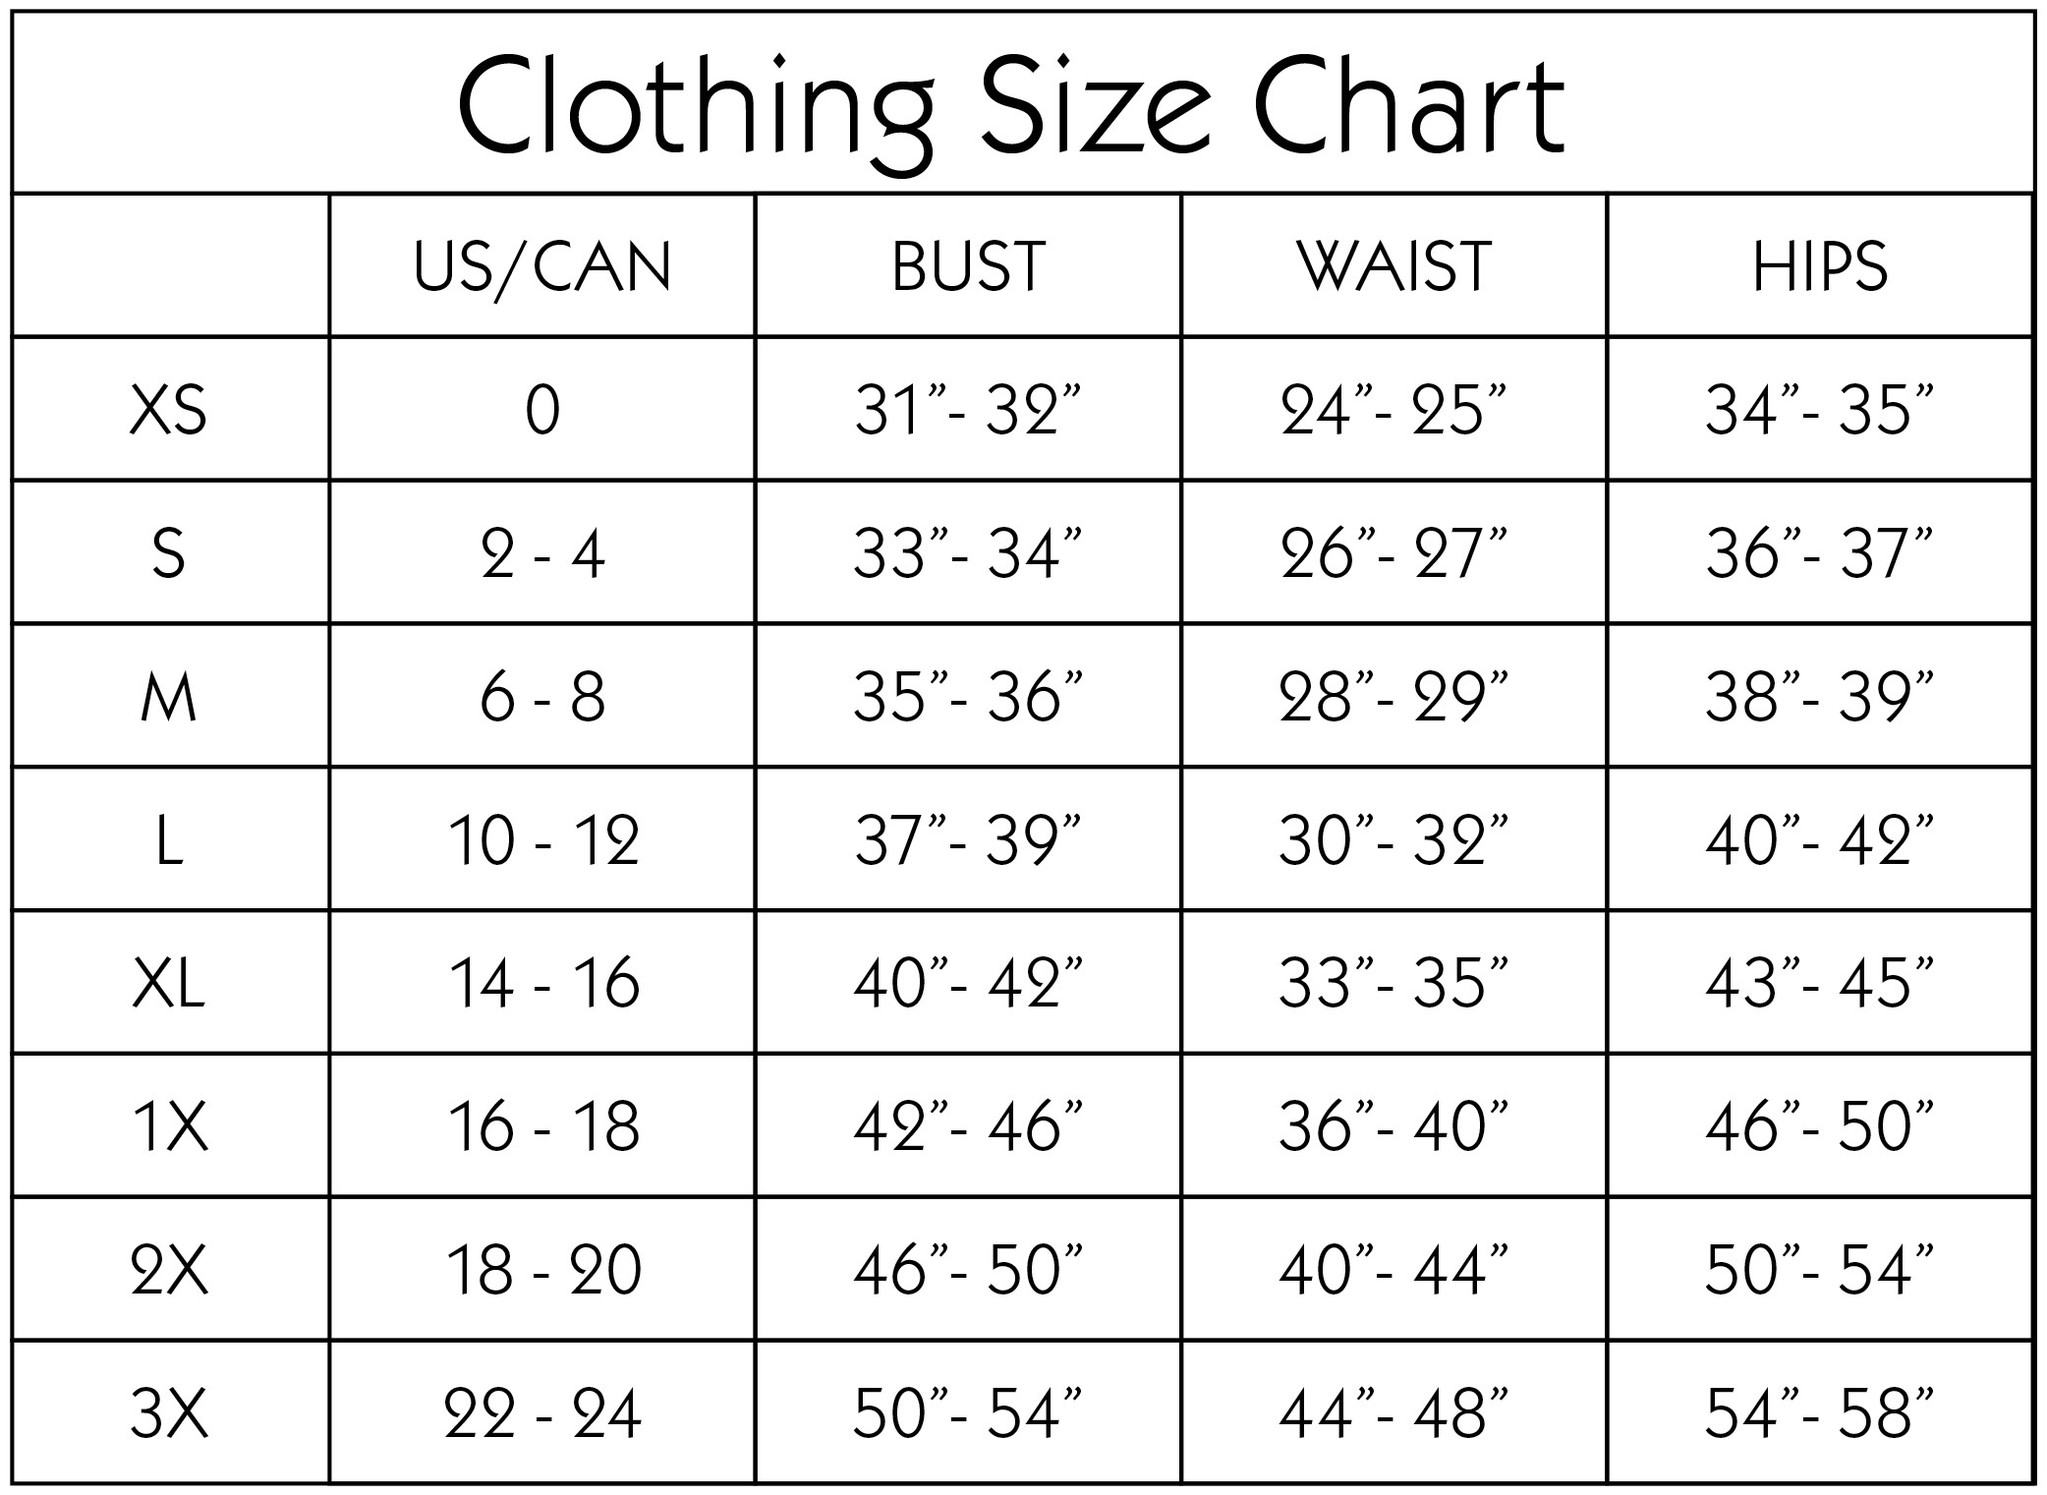 Clothing Size Chart
US/CAN BUST WAIST HIPS
XS 0 31”- 32” 24”- 25” 34”- 35”
S 2 - 4 33”- 34” 26”- 27” 36”- 37”
M 6 - 8 35”- 36” 28”- 29” 38”- 39”
L 10 - 12 37”- 39” 30”- 32” 40”- 42”
XL 14 - 16 40”- 42” 33”- 35” 43”- 45”
1X 16 - 18 42”- 46” 36”- 40” 46”- 50”
2X 18 - 20 46”- 50” 40”- 44” 50”- 54”
3X 22 - 24 50”- 54” 44”- 48” 54”- 58”